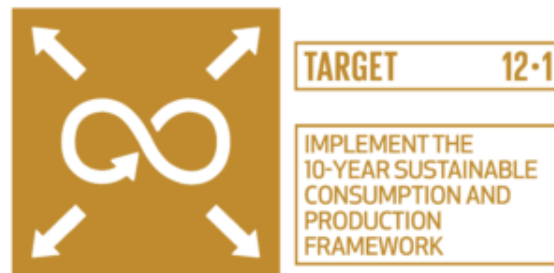 TARGET 12·1
IMPLEMENT THE
10-YEAR SUSTAINABLE
CONSUMPTION AND
PRODUCTION
FRAMEWORK